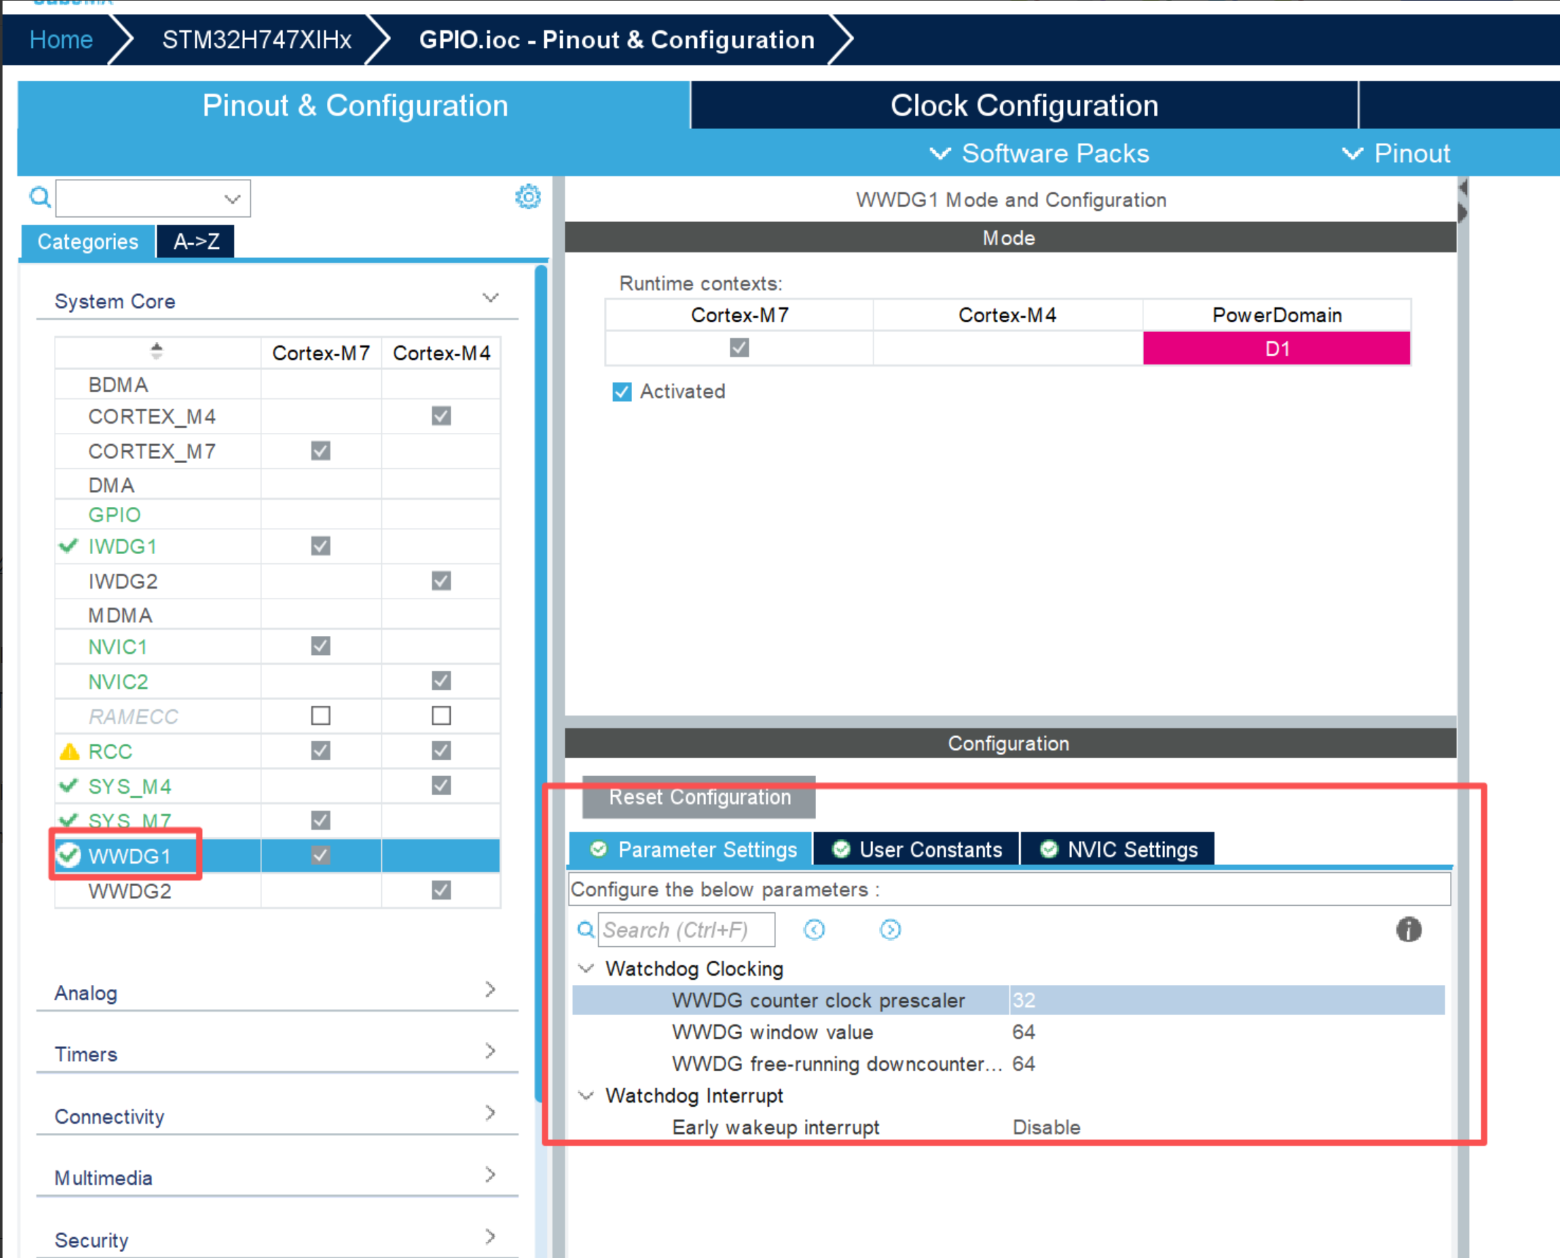 Home
STM32H747XIHx
GPIO.ioc - Pinout & Configuration
Pinout & Configuration
Clock Configuration
Software Packs
Pinout
Categories
A->Z
System Core
Cortex-M7
Cortex-M4
BDMA
CORTEX_M4
CORTEX_M7
DMA
GPIO
IWDG1
IWDG2
MDMA
NVIC1
NVIC2
RAMECC
RCC
SYS_M4
SYS_M7
WWDG1
WWDG2
Analog
Timers
Connectivity
Multimedia
Security
WWDG1 Mode and Configuration
Mode
Runtime contexts:
Cortex-M7
Cortex-M4
PowerDomain
D1
Activated
Configuration
Reset Configuration
Parameter Settings
User Constants
NVIC Settings
Configure the below parameters :
Search (Ctrl+F)
Watchdog Clocking
WWDG counter clock prescaler 32
WWDG window value 64
WWDG free-running downcounter... 64
Watchdog Interrupt
Early wakeup interrupt Disable